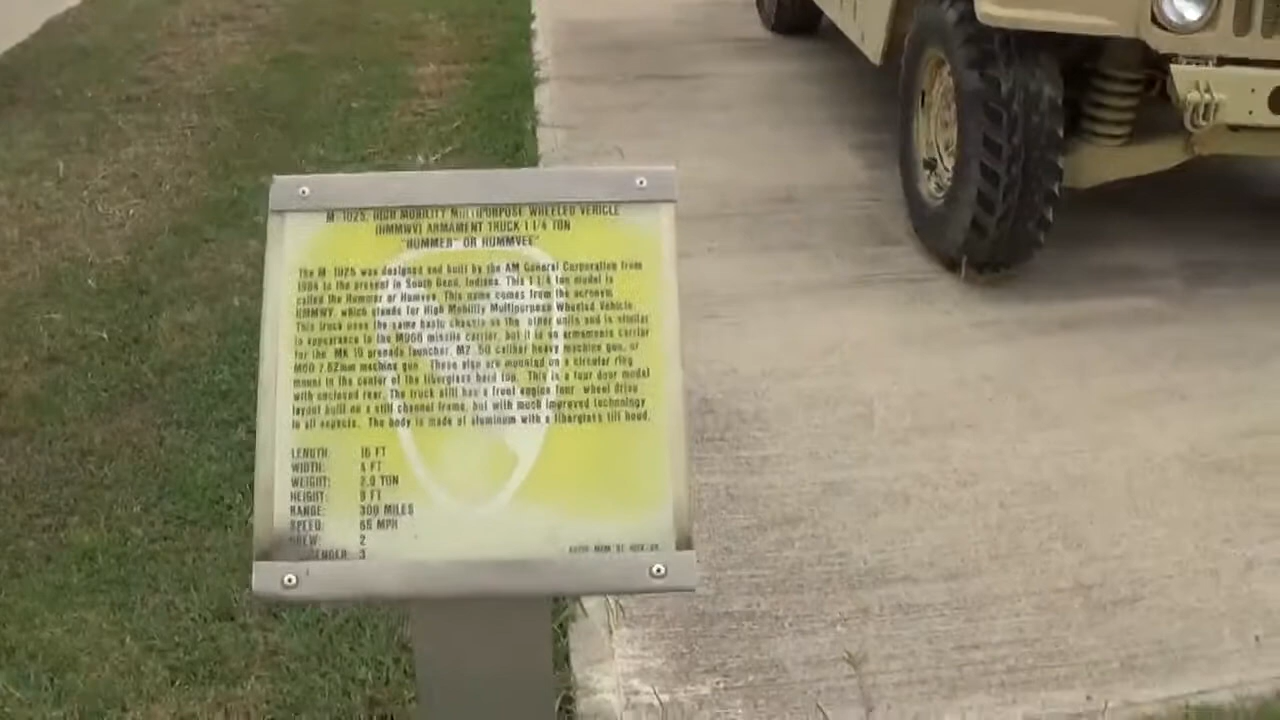 M 1025, HIGH MOBILITY MULTIPURPOSE WHEELED VEHICLE
(HMMWV) ARMAMENT TRUCK 1 1/4 TON
"HUMMER" OR HUMMVEE"
The M 1025 was designed and built by the AM General Corporation from
1984 to the present in South Bend, Indiana. This 1 1/4 ton model is
called the Hummer or Humvee. This name comes from the acronym
HMMWV, which stands for High Mobility Multipurpose Wheeled Vehicle.
This truck uses the same basic chassis as the other units and is similar
in appearance to the M966 missile carrier, but it is an armaments carrier
for the MK 19 grenade launcher, M2 .50 caliber heavy machine gun, or
M60 7.62mm machine gun. These also are mounted on a circular ring
mount in the center of the fiberglass hard top. This is a four door model
with enclosed rear. The truck still has a front engine four wheel drive
layout built on a still channel frame, but with much improved technology
in all aspects. The body is made of aluminum with a fiberglass tilt hood.
LENGTH: 16 FT
WIDTH: FT
WEIGHT: 2.0 TON
HEIGHT: FT
RANGE: 300 MILES
SPEED: 65 MPH
CREW: 2
PASSENGER: 3